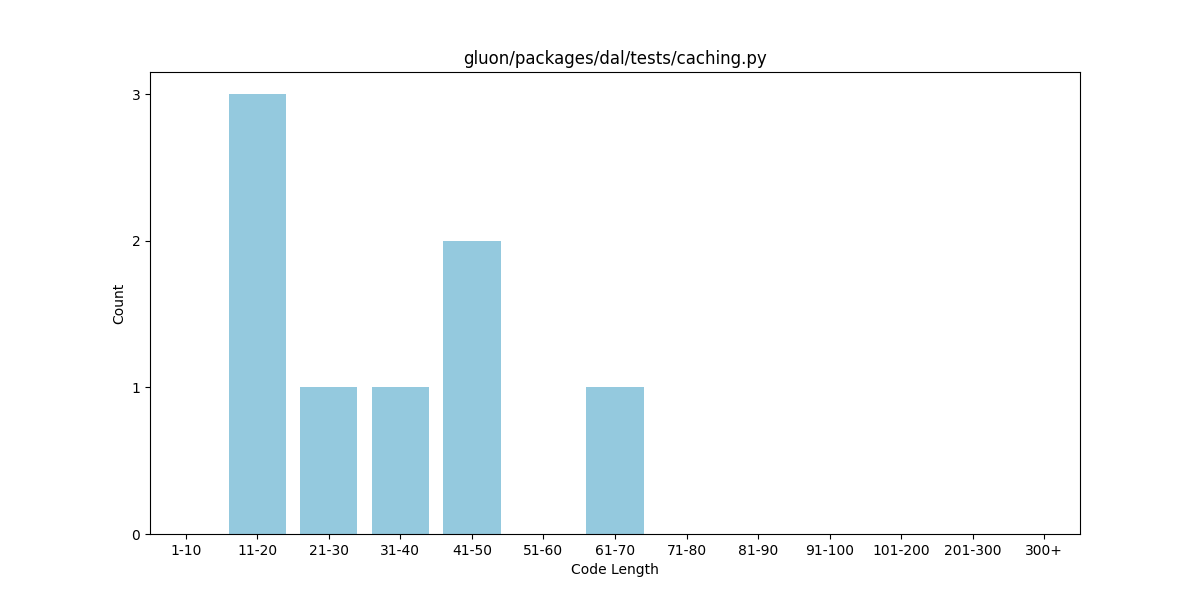 gluon/packages/dal/tests/caching.py
3
2
1
0
Count
1-10 11-20 21-30 31-40 41-50 51-60 61-70 71-80 81-90 91-100 101-200 201-300 300+
Code Length